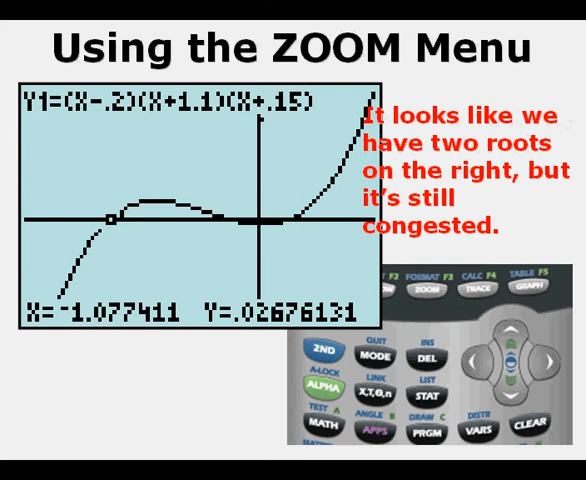 Using the ZOOM Menu
Y1=(X-.2)(X+1.1)(X+.15)
It looks like we
have two roots
on the right, but
it's still
congested.
X=-1.077411 Y=.02676131
F2 FORMAT F3 CALC F4 TABLE F5
ZOOM TRACE GRAPH
QUIT INS
2ND MODE DEL
A-LOCK LINK LIST
ALPHA X,T,Θ,n STAT
TEST A ANGLE B DRAW C DISTR
MATH APPS PRGM VARS CLEAR